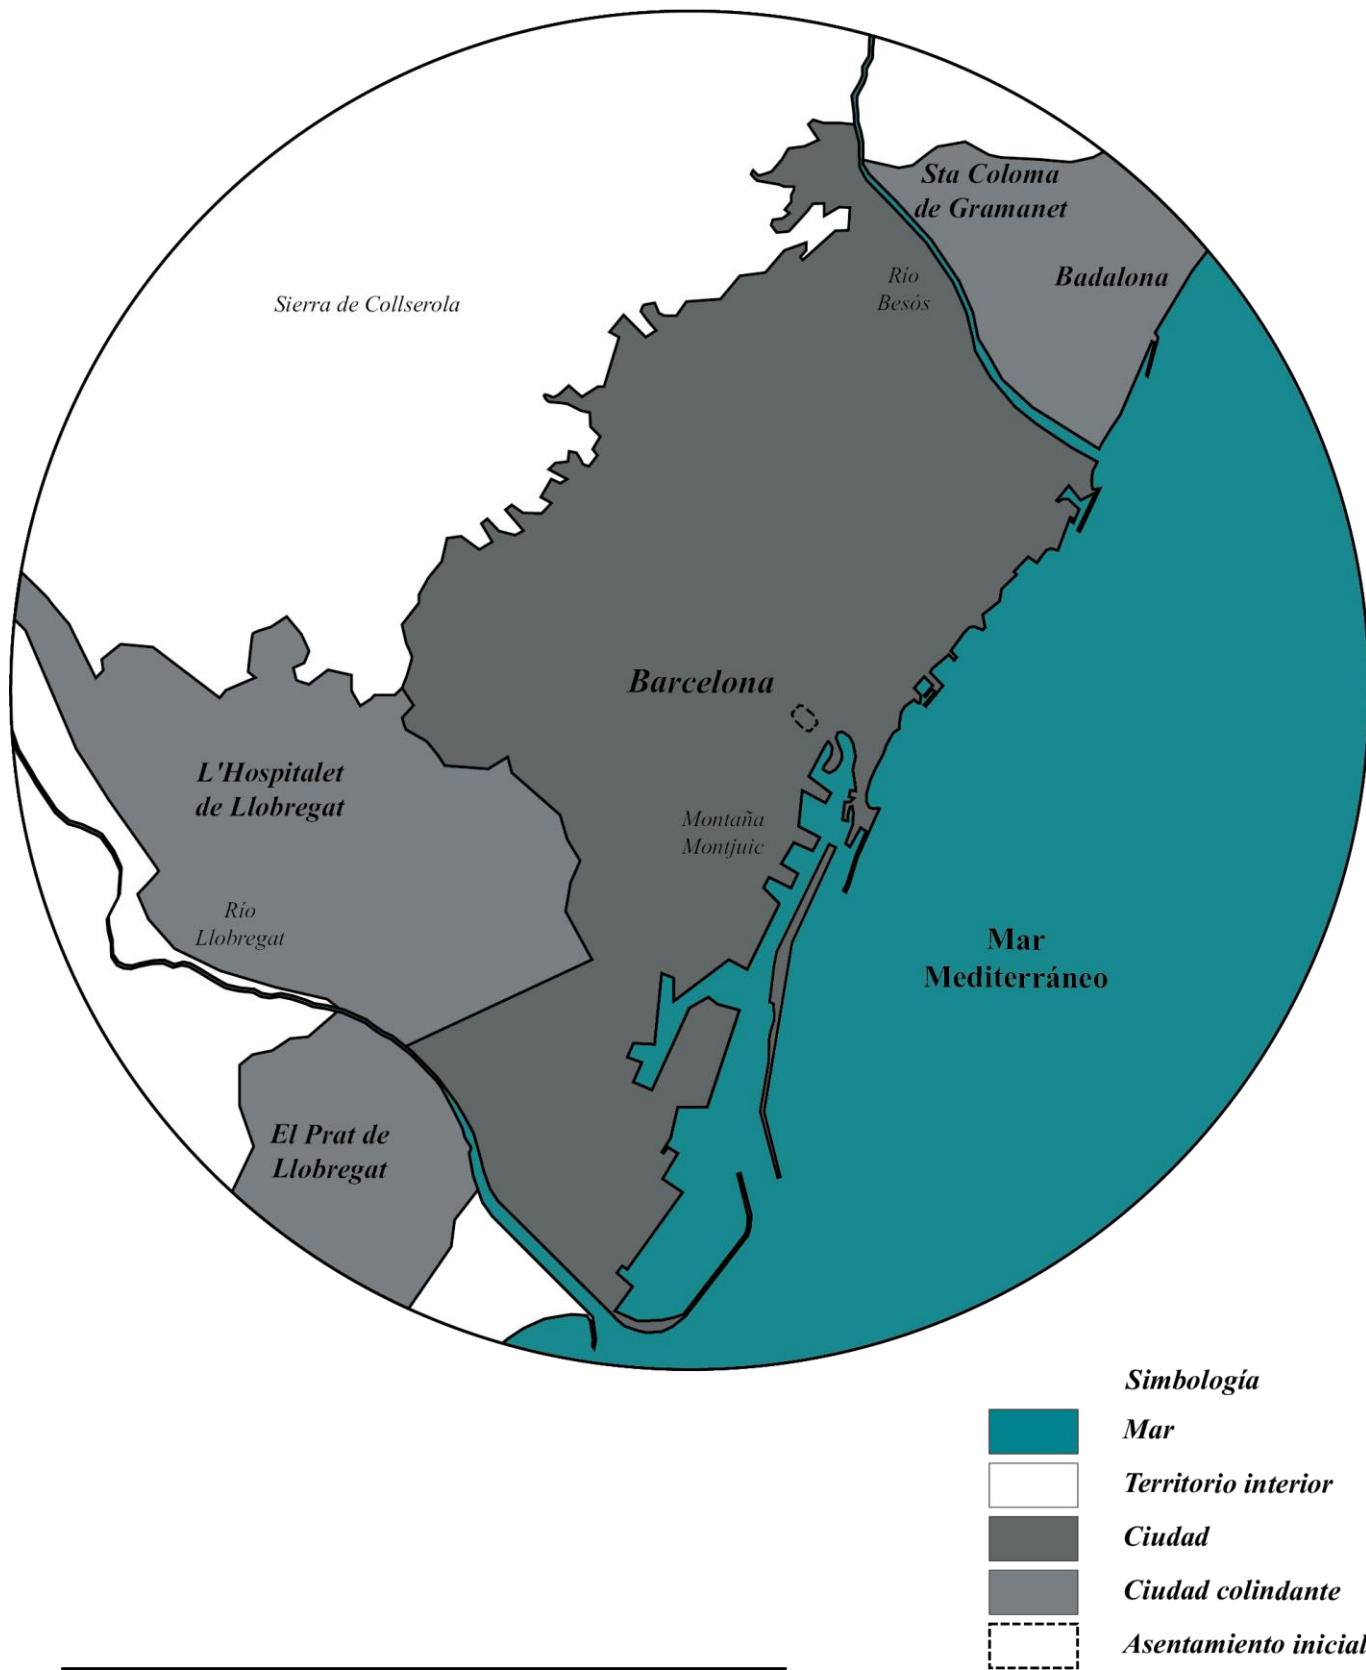 Sta Coloma
de Gramanet
Río
Besós
Badalona
Sierra de Collserola
Barcelona
L'Hospitalet
de Llobregat
Montaña
Montjuic
Río
Llobregat
Mar
Mediterráneo
El Prat de
Llobregat
Simbología
Mar
Territorio interior
Ciudad
Ciudad colindante
Asentamiento inicial